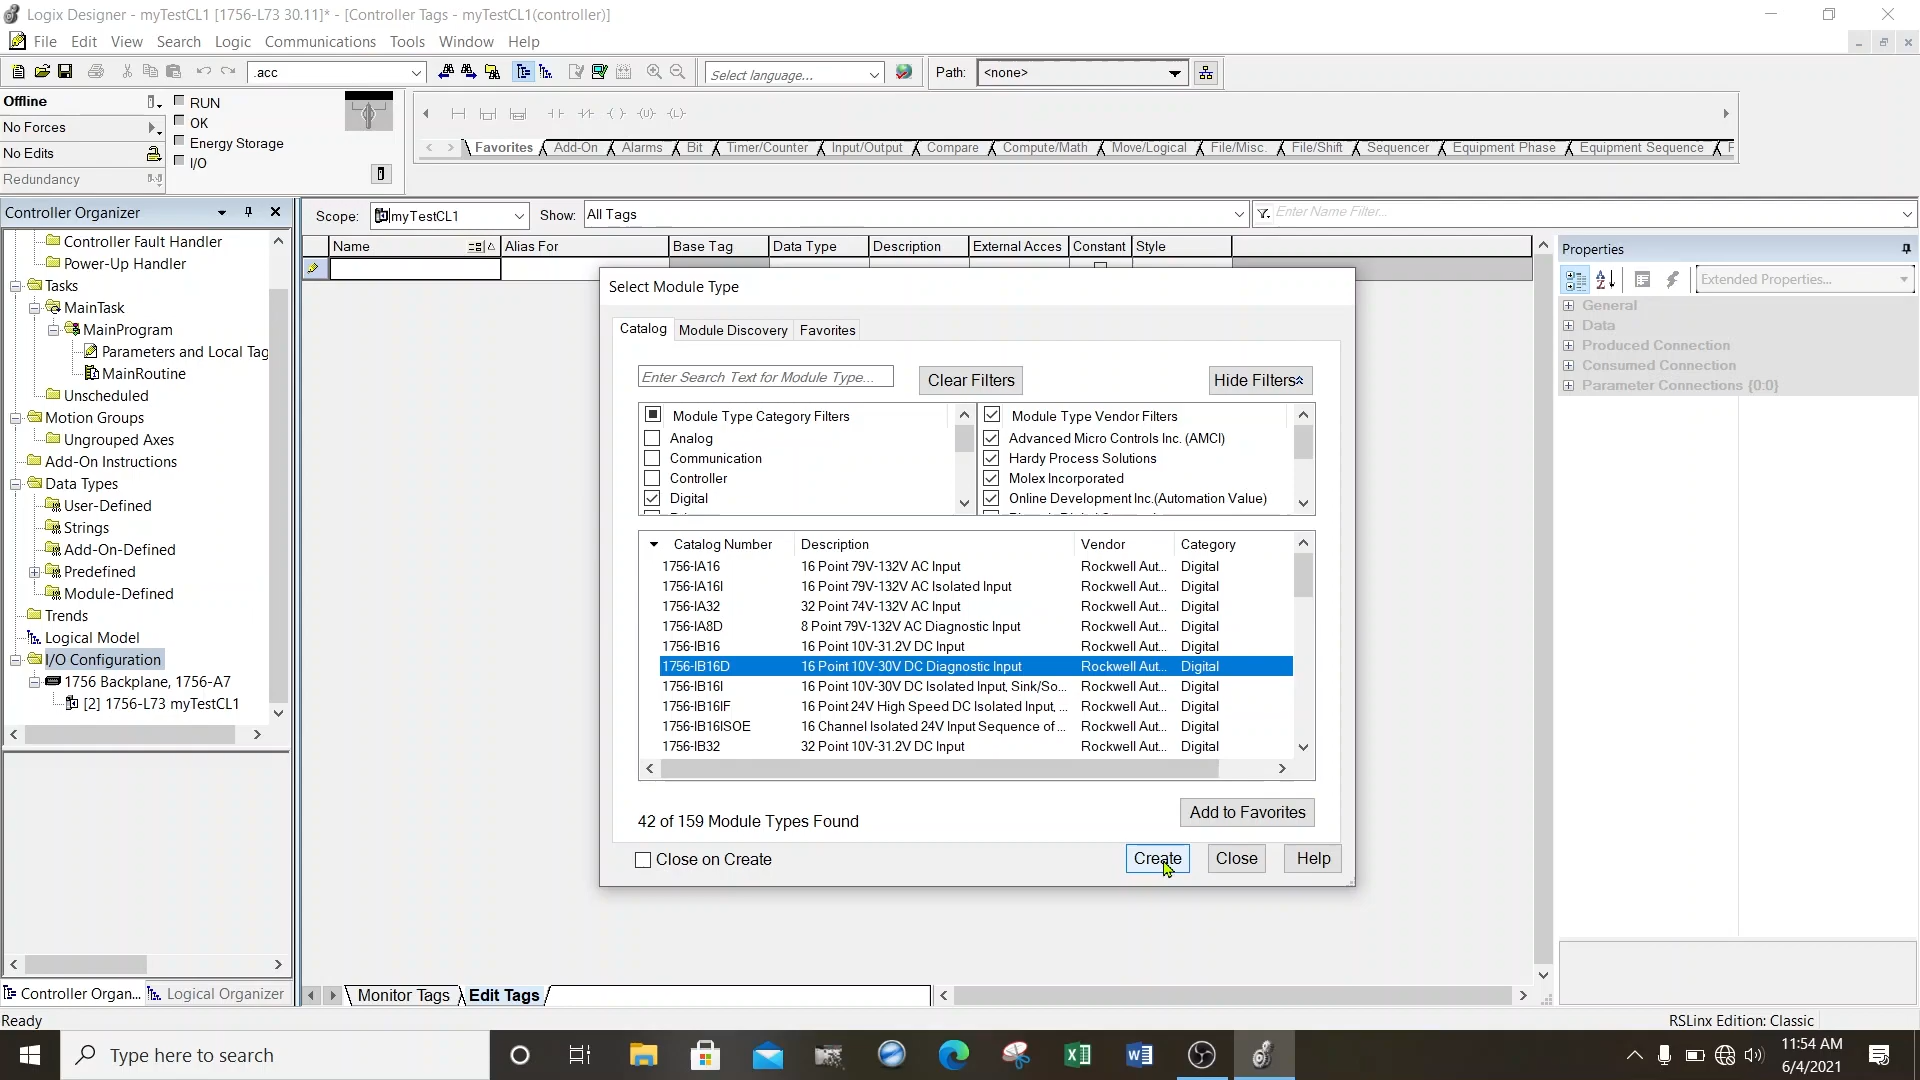 Logix Designer - myTestCL1 [1756-L73 30.11]* - [Controller Tags - myTestCL1(controller)]
File Edit View Search Logic Communications Tools Window Help
.acc Select language... Path: <none>
Offline RUN
No Forces OK
No Edits Energy Storage
Redundancy I/O
Favorites Add-On Alarms Bit Timer/Counter Input/Output Compare Compute/Math Move/Logical File/Misc. File/Shift Sequencer Equipment Phase Equipment Sequence
Controller Organizer
Scope: myTestCL1 Show: All Tags Enter Name Filter...
Name Alias For Base Tag Data Type Description External Acces Constant Style
Controller Fault Handler
Power-Up Handler
Tasks
MainTask
MainProgram
Parameters and Local Tag
MainRoutine
Unscheduled
Motion Groups
Ungrouped Axes
Add-On Instructions
Data Types
User-Defined
Strings
Add-On-Defined
Predefined
Module-Defined
Trends
Logical Model
I/O Configuration
1756 Backplane, 1756-A7
[2] 1756-L73 myTestCL1
Controller Organ... Logical Organizer
Select Module Type
Catalog Module Discovery Favorites
Enter Search Text for Module Type... Clear Filters Hide Filters
Module Type Category Filters
Analog
Communication
Controller
Digital
Module Type Vendor Filters
Advanced Micro Controls Inc. (AMCI)
Hardy Process Solutions
Molex Incorporated
Online Development Inc.(Automation Value)
Catalog Number Description Vendor Category
1756-IA16 16 Point 79V-132V AC Input Rockwell Aut... Digital
1756-IA16I 16 Point 79V-132V AC Isolated Input Rockwell Aut... Digital
1756-IA32 32 Point 74V-132V AC Input Rockwell Aut... Digital
1756-IA8D 8 Point 79V-132V AC Diagnostic Input Rockwell Aut... Digital
1756-IB16 16 Point 10V-31.2V DC Input Rockwell Aut... Digital
1756-IB16D 16 Point 10V-30V DC Diagnostic Input Rockwell Aut... Digital
1756-IB16I 16 Point 10V-30V DC Isolated Input, Sink/So... Rockwell Aut... Digital
1756-IB16IF 16 Point 24V High Speed DC Isolated Input, ... Rockwell Aut... Digital
1756-IB16ISOE 16 Channel Isolated 24V Input Sequence of ... Rockwell Aut... Digital
1756-IB32 32 Point 10V-31.2V DC Input Rockwell Aut... Digital
42 of 159 Module Types Found Add to Favorites
Close on Create Create Close Help
Properties
Extended Properties...
General
Data
Produced Connection
Consumed Connection
Parameter Connections {0:0}
Monitor Tags Edit Tags
Ready RSLinx Edition: Classic
Type here to search
11:54 AM
6/4/2021